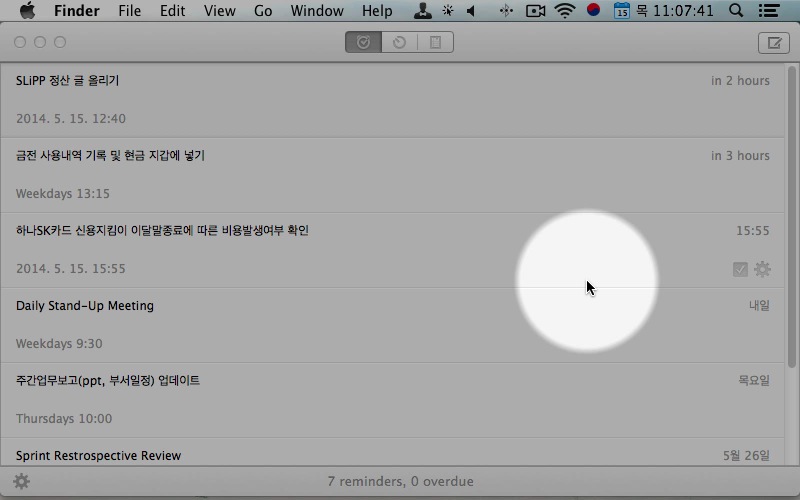 Finder File Edit View Go Window Help 15 목 11:07:41
SLiPP 정산 글 올리기 in 2 hours
2014. 5. 15. 12:40
금전 사용내역 기록 및 현금 지갑에 넣기 in 3 hours
Weekdays 13:15
하나SK카드 신용지킴이 이달말종료에 따른 비용발생여부 확인 15:55
2014. 5. 15. 15:55
Daily Stand-Up Meeting 내일
Weekdays 9:30
주간업무보고(ppt, 부서일정) 업데이트 목요일
Thursdays 10:00
Sprint Restrospective Review 5월 26일
7 reminders, 0 overdue